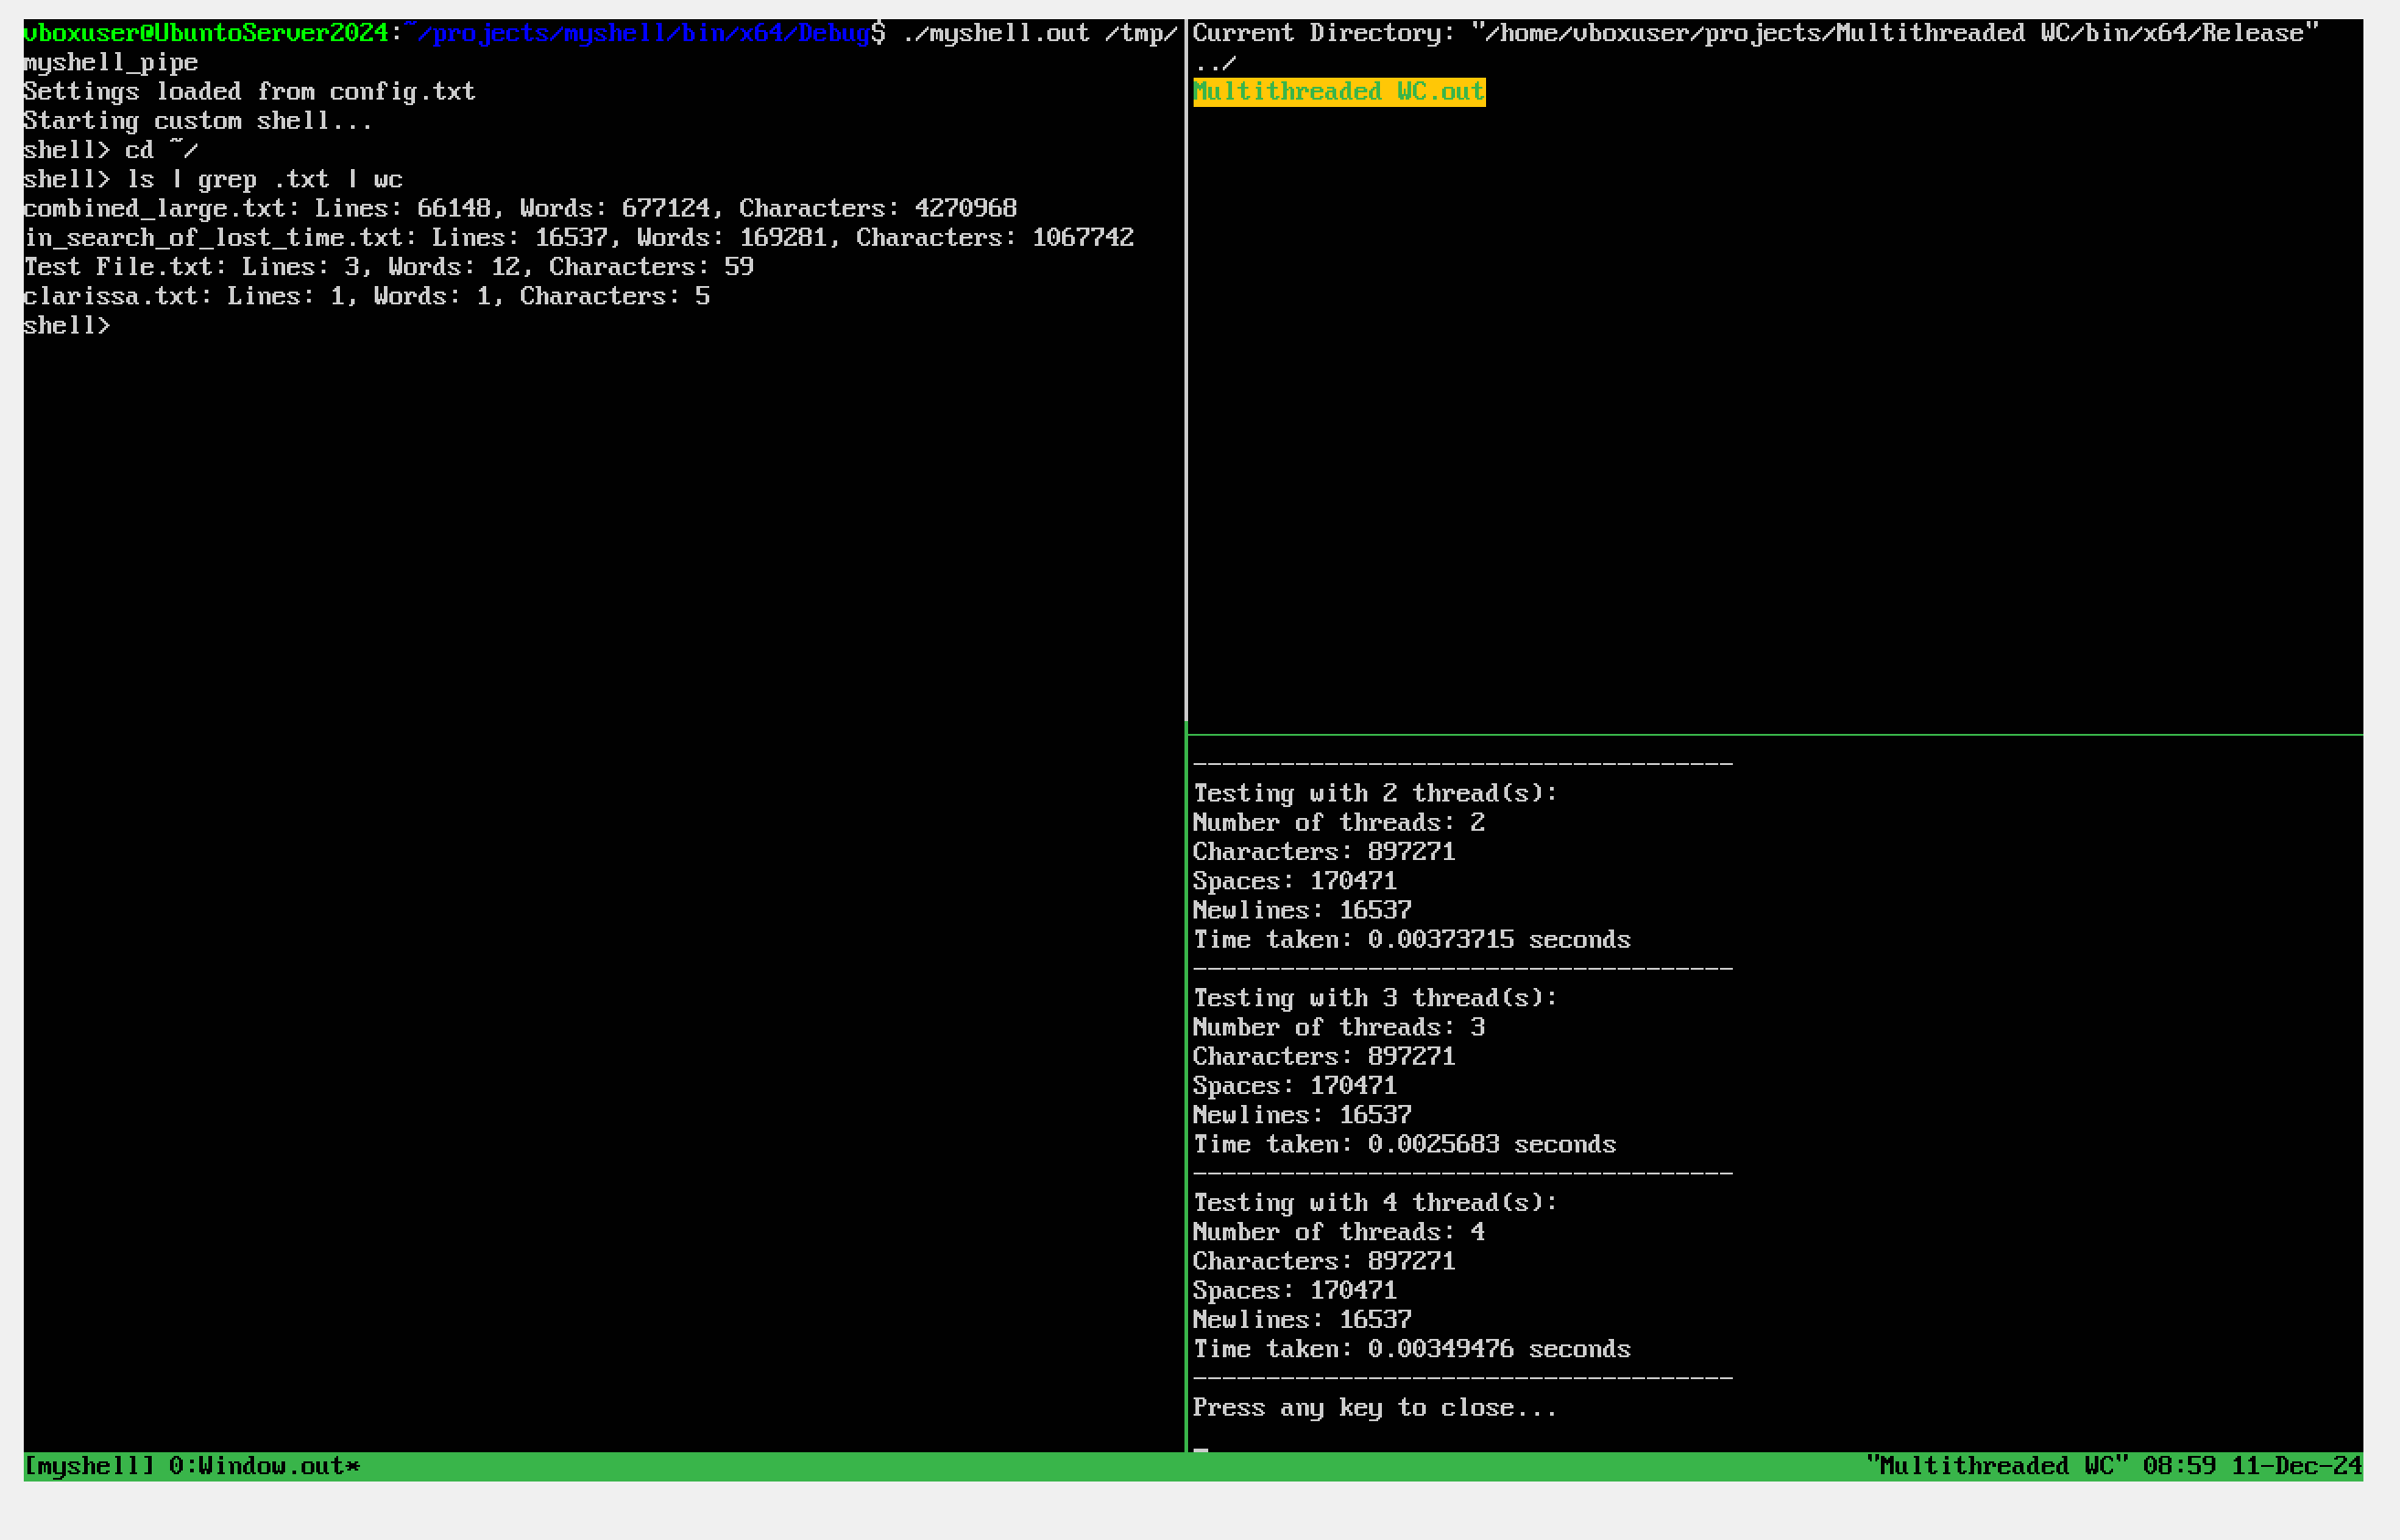 vboxuser@UbuntoServer2024:~/projects/myshell/bin/x64/Debug$ ./myshell.out /tmp/
myshell_pipe
Settings loaded from config.txt
Starting custom shell...
shell> cd ~/
shell> ls | grep .txt | wc
combined_large.txt: Lines: 66148, Words: 677124, Characters: 4270968
in_search_of_lost_time.txt: Lines: 16537, Words: 169281, Characters: 1067742
Test File.txt: Lines: 3, Words: 12, Characters: 59
clarissa.txt: Lines: 1, Words: 1, Characters: 5
shell>
Current Directory: "/home/vboxuser/projects/Multithreaded WC/bin/x64/Release"
../
Multithreaded WC.out
-------------------------------------
Testing with 2 thread(s):
Number of threads: 2
Characters: 897271
Spaces: 170471
Newlines: 16537
Time taken: 0.00373715 seconds
-------------------------------------
Testing with 3 thread(s):
Number of threads: 3
Characters: 897271
Spaces: 170471
Newlines: 16537
Time taken: 0.0025683 seconds
-------------------------------------
Testing with 4 thread(s):
Number of threads: 4
Characters: 897271
Spaces: 170471
Newlines: 16537
Time taken: 0.00349476 seconds
-------------------------------------
Press any key to close...
[myshell] 0:Window.out*
"Multithreaded WC" 08:59 11-Dec-24